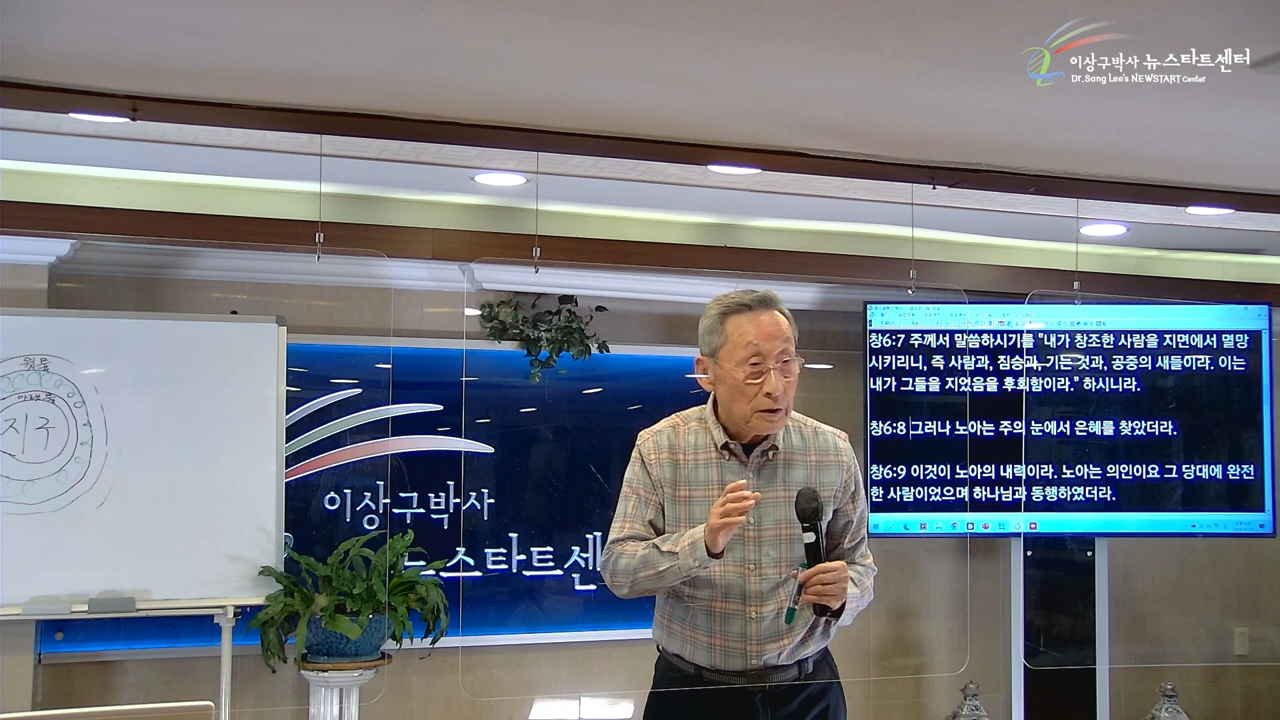 이상구박사 뉴스타트센터
Dr. Sang Lee's NEWSTART Center
창6:7 주께서 말씀하시기를 "내가 창조한 사람을 지면에서 멸망
시키리니, 즉 사람과, 짐승과, 기는 것과, 공중의 새들이라. 이는
내가 그들을 지었음을 후회함이라." 하시니라.
창6:8 그러나 노아는 주의 눈에서 은혜를 찾았더라.
창6:9 이것이 노아의 내력이라. 노아는 의인이요 그 당대에 완전
한 사람이었으며 하나님과 동행하였더라.
윗물
아랫물
지구
이상구박사
뉴스타트센